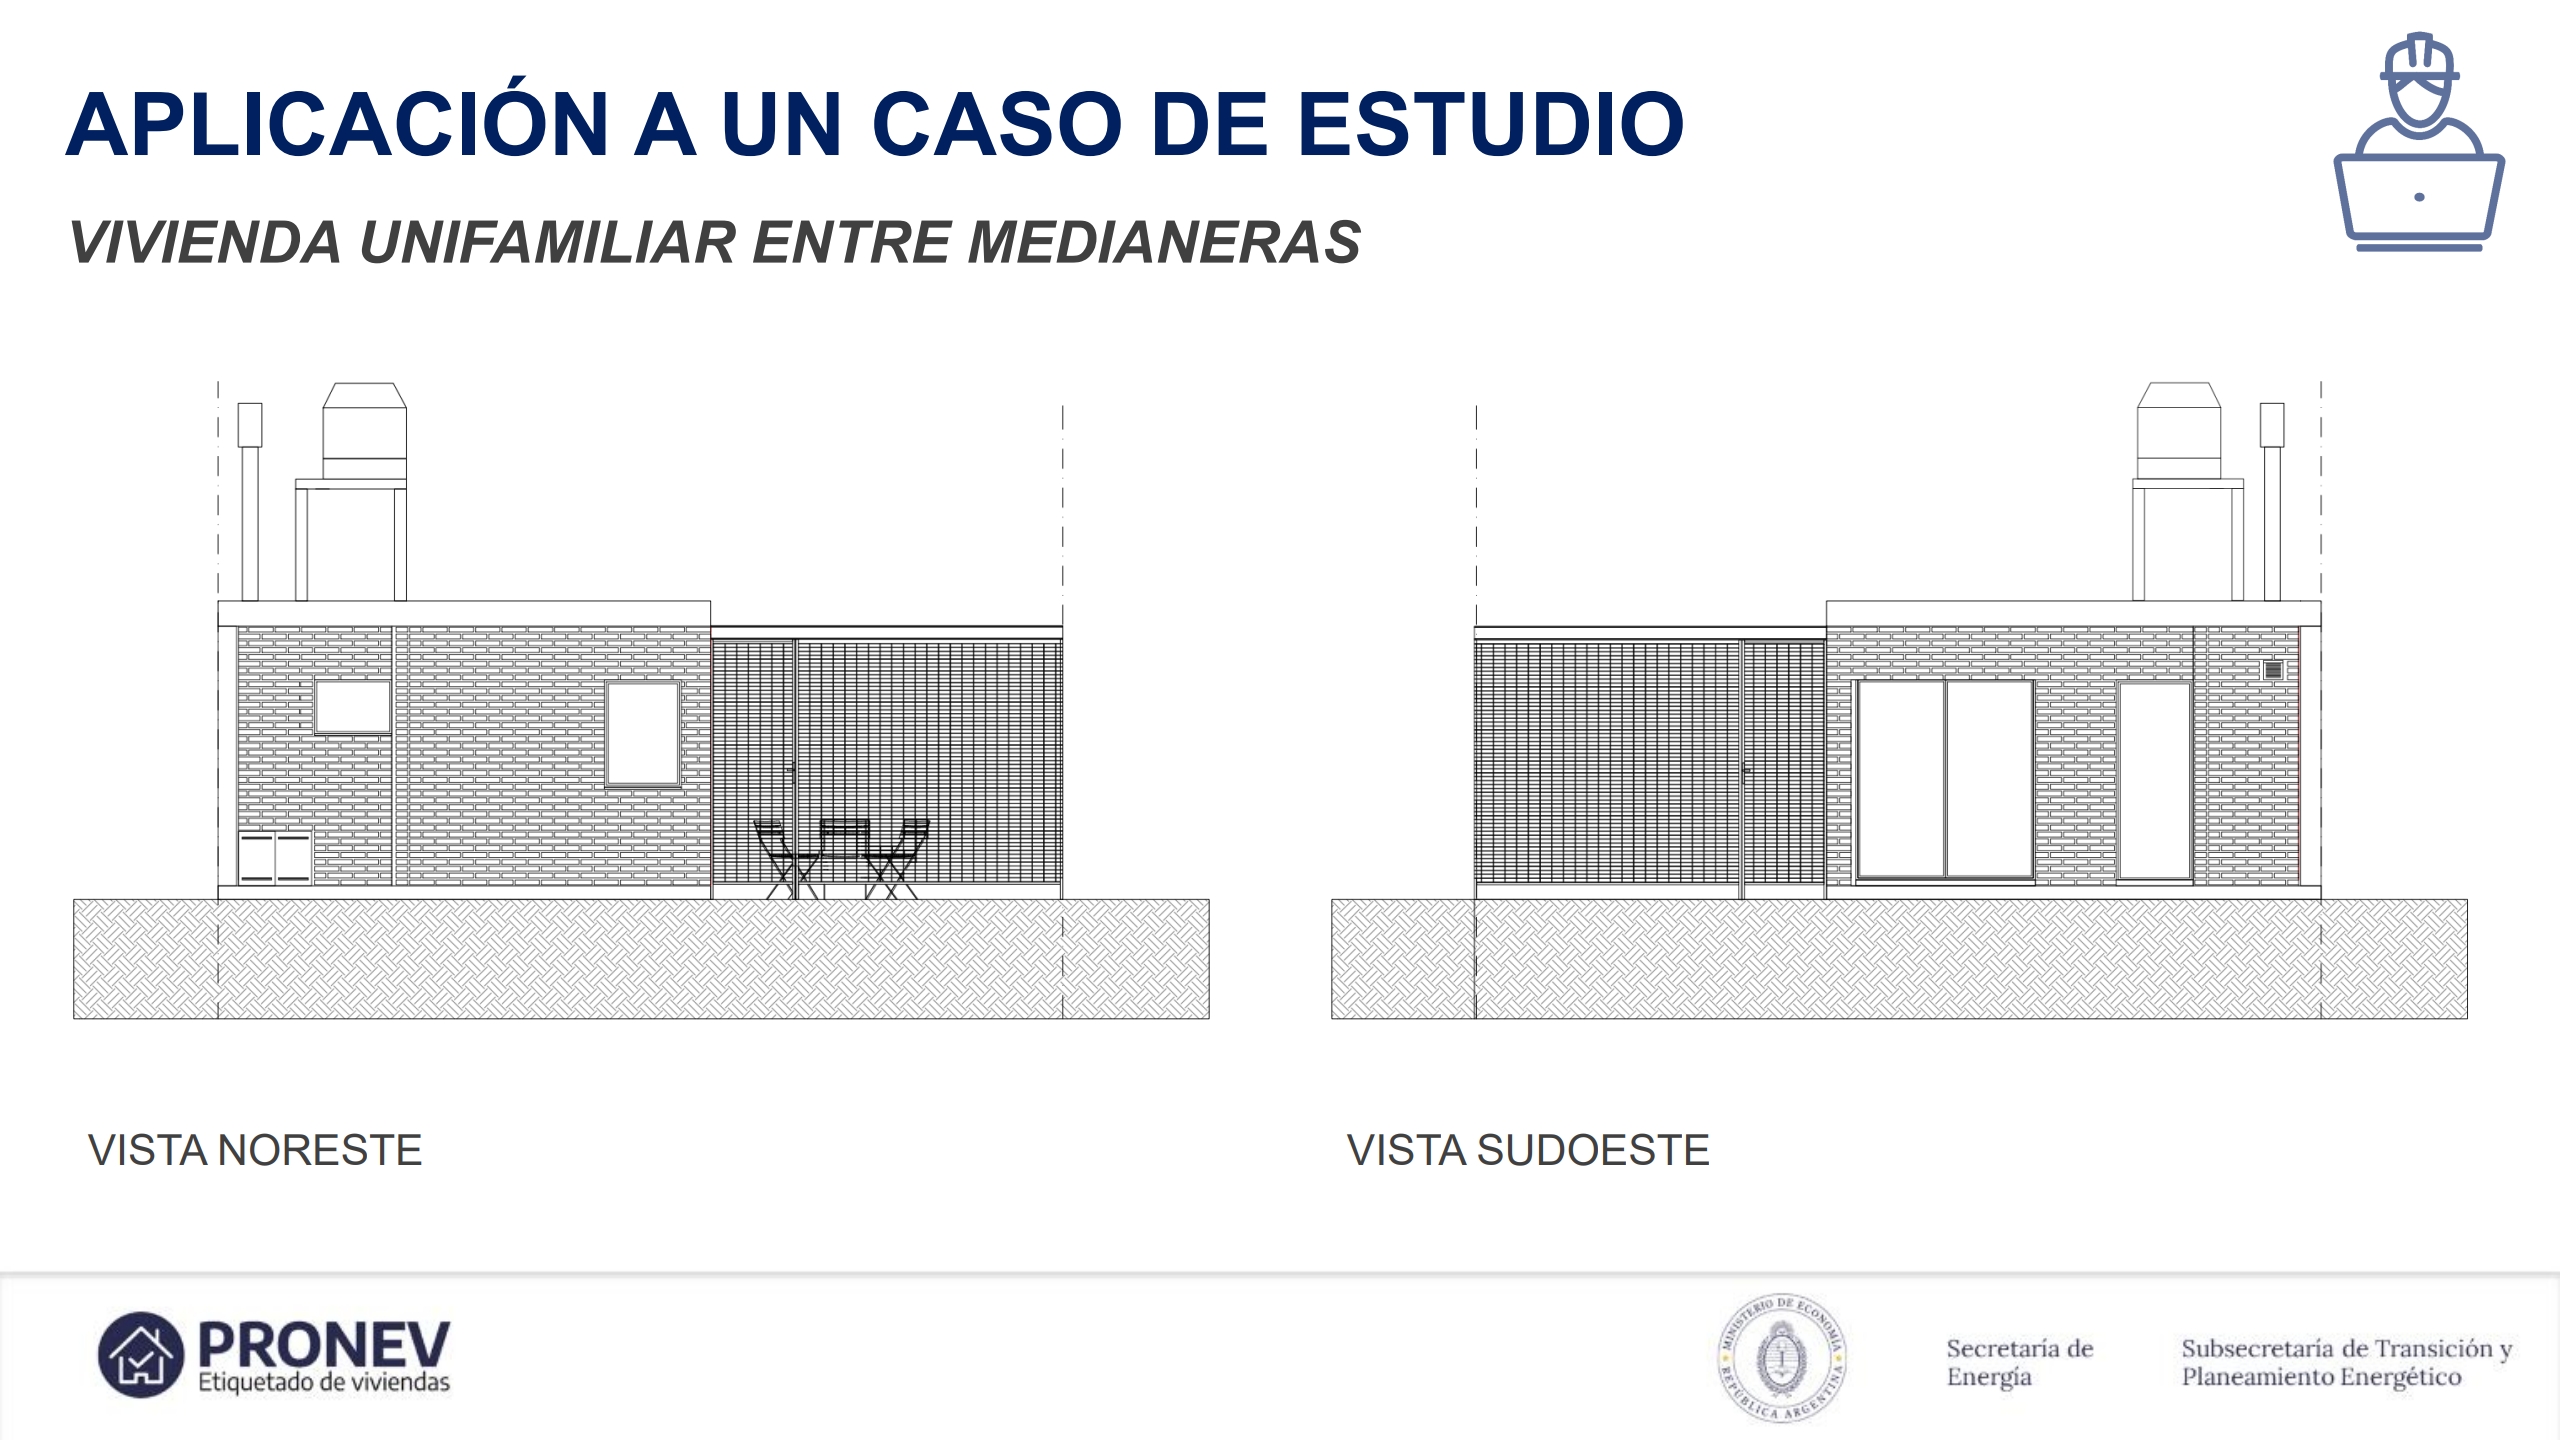 APLICACIÓN A UN CASO DE ESTUDIO
VIVIENDA UNIFAMILIAR ENTRE MEDIANERAS
VISTA NORESTE
VISTA SUDOESTE
PRONEV
Etiquetado de viviendas
MINISTERIO DE ECONOMÍA
REPÚBLICA ARGENTINA
Secretaría de
Energía
Subsecretaría de Transición y
Planeamiento Energético